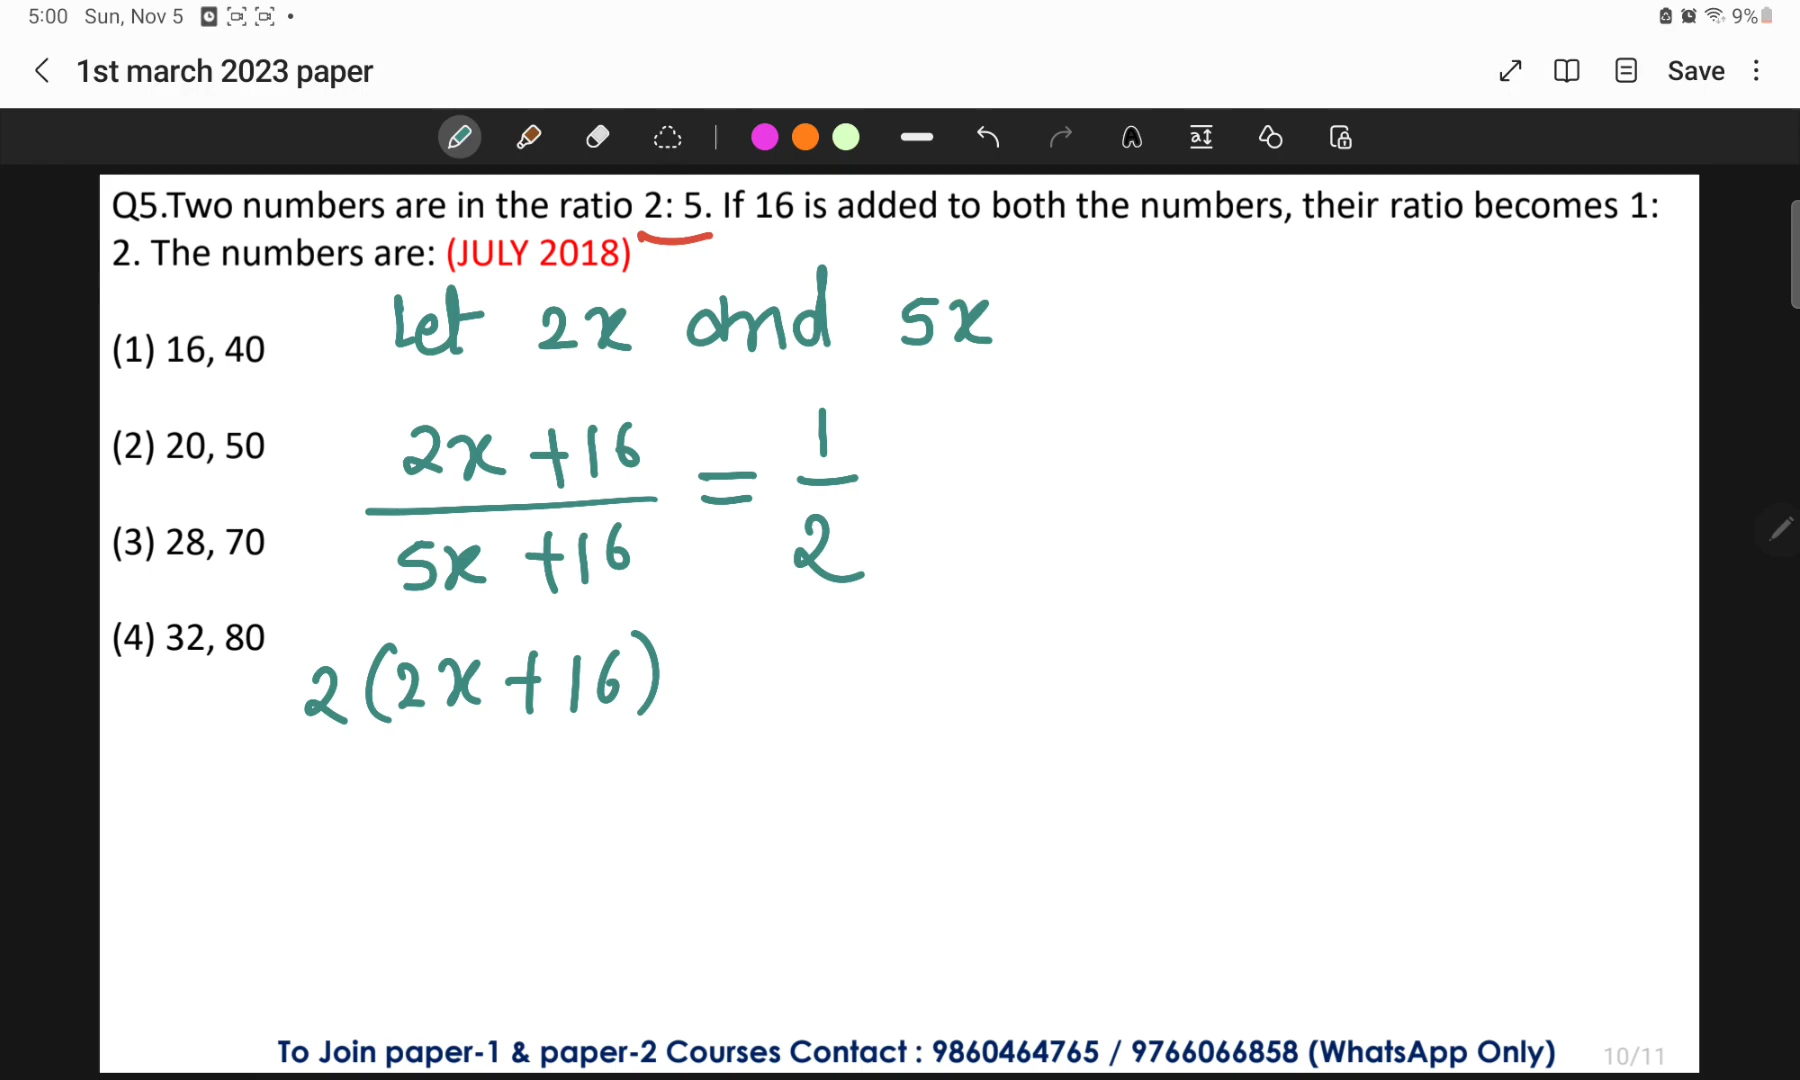 5:00 Sun, Nov 5
9%
1st march 2023 paper
Save
Q5.Two numbers are in the ratio 2: 5. If 16 is added to both the numbers, their ratio becomes 1:
2. The numbers are: (JULY 2018)
Let 2x and 5x
(1) 16, 40
(2) 20, 50
(3) 28, 70
(4) 32, 80
2x +16
5x +16
=
1
2
2(2x+16)
To Join paper-1 & paper-2 Courses Contact : 9860464765 / 9766066858 (WhatsApp Only)
10/11